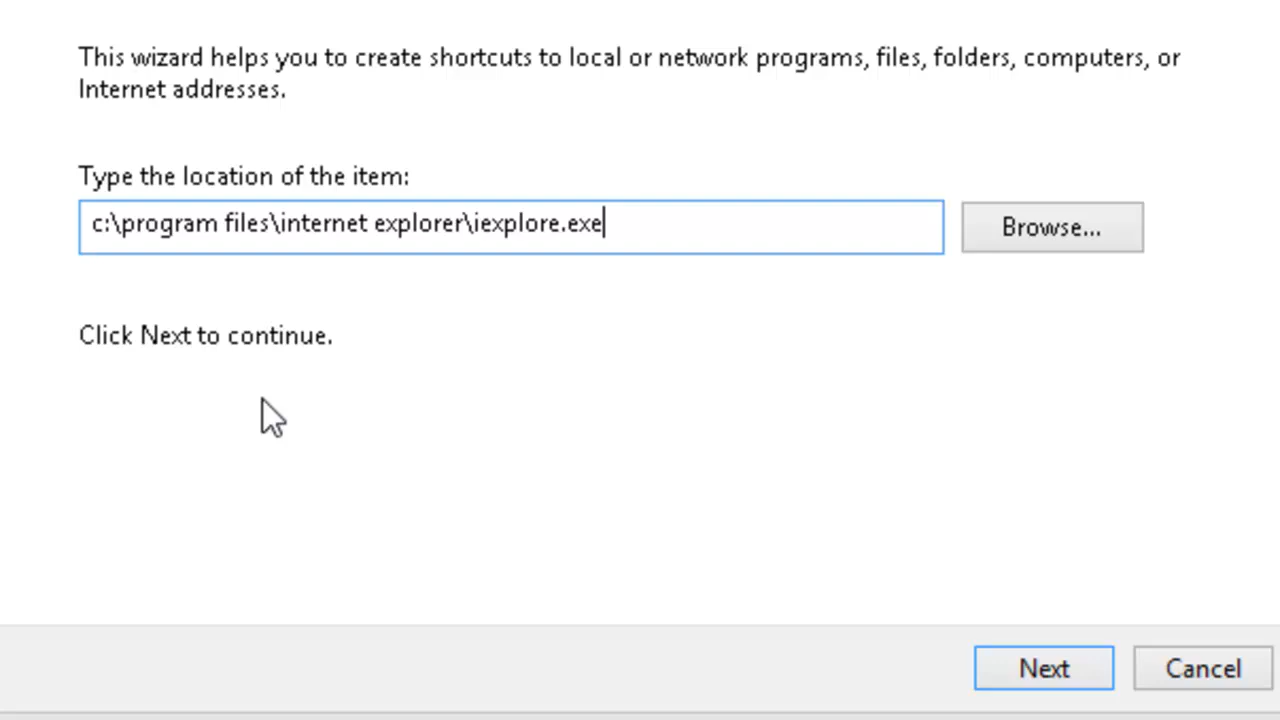 This wizard helps you to create shortcuts to local or network programs, files, folders, computers, or
Internet addresses.
Type the location of the item:
c:\program files\internet explorer\iexplore.exe
Browse...
Click Next to continue.
Next
Cancel